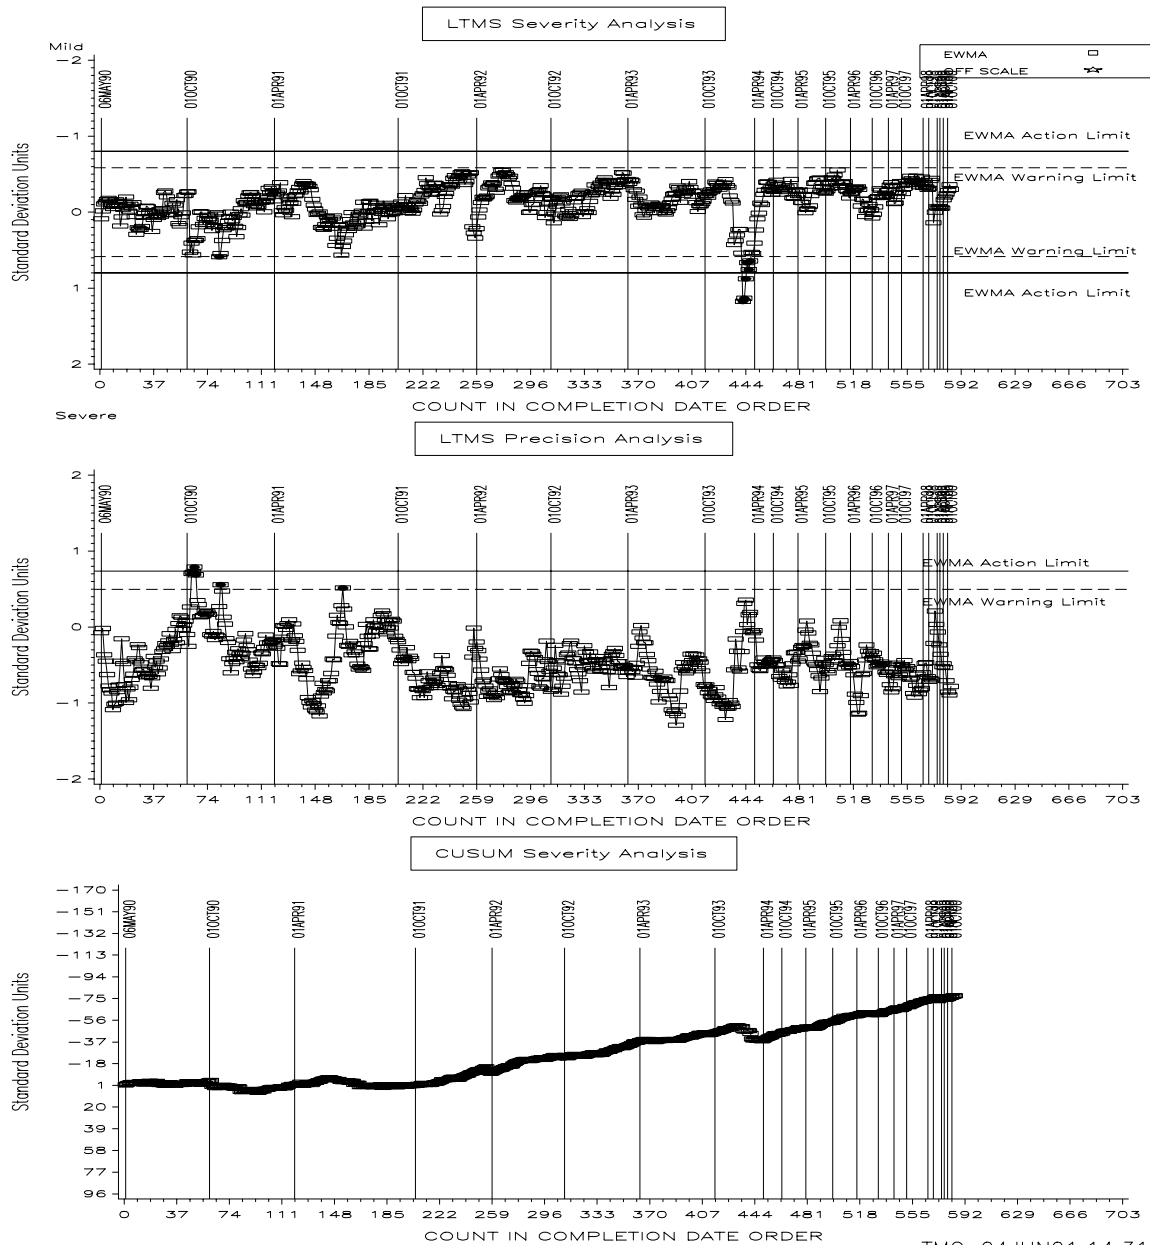 LTMS Severity Analysis
Mild
EWMA
OFF SCALE
-2
-1
0
1
2
Standard Deviation Units
06MAY90 01OCT90 01APR91 01OCT91 01APR92 01OCT92 01APR93 01OCT93 01APR94 01OCT94 01APR95 01OCT95 01APR96 01OCT96 01APR97 01OCT97
EWMA Action Limit
EWMA Warning Limit
EWMA Warning Limit
EWMA Action Limit
0 37 74 111 148 185 222 259 296 333 370 407 444 481 518 555 592 629 666 703
COUNT IN COMPLETION DATE ORDER
Severe
LTMS Precision Analysis
2
1
0
-1
-2
Standard Deviation Units
06MAY90 01OCT90 01APR91 01OCT91 01APR92 01OCT92 01APR93 01OCT93 01APR94 01OCT94 01APR95 01OCT95 01APR96 01OCT96 01APR97 01OCT97
EWMA Action Limit
EWMA Warning Limit
0 37 74 111 148 185 222 259 296 333 370 407 444 481 518 555 592 629 666 703
COUNT IN COMPLETION DATE ORDER
CUSUM Severity Analysis
-170
-151
-132
-113
-94
-75
-56
-37
-18
1
20
39
58
77
96
Standard Deviation Units
06MAY90 01OCT90 01APR91 01OCT91 01APR92 01OCT92 01APR93 01OCT93 01APR94 01OCT94 01APR95 01OCT95 01APR96 01OCT96 01APR97 01OCT97
0 37 74 111 148 185 222 259 296 333 370 407 444 481 518 555 592 629 666 703
COUNT IN COMPLETION DATE ORDER